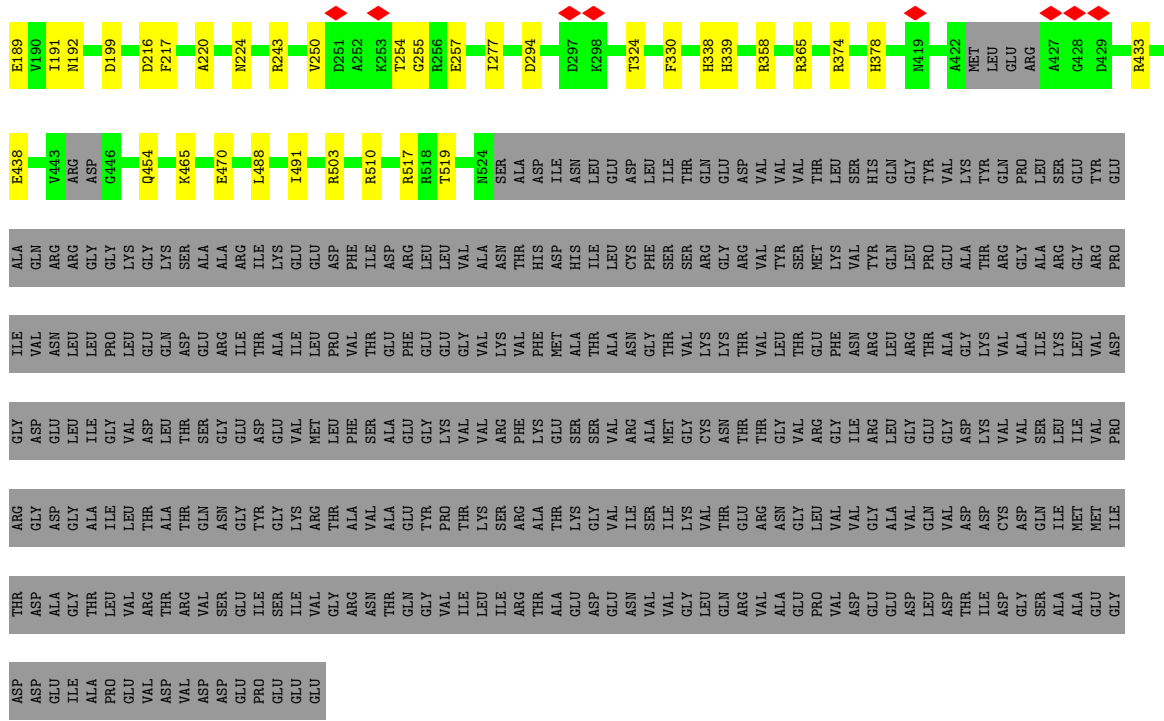 E189 V190 I191 N192 D199 D216 F217 A220 N224 R243 V250 D251 A252 K253 T254 G255 R256 E257 I277 D294 D297 K298 T324 F330 H338 H339 R358 R365 R374 H378 N419 A422 MET LEU GLU ARG A427 G428 D429 R433
E438 V443 ARG ASP G446 Q454 K465 E470 L488 I491 R503 R510 R517 R518 T519 N524 SER ALA ASP ILE ASN LEU GLU ASP LEU ILE THR GLN GLU ASP VAL VAL VAL THR LEU SER HIS GLN GLY TYR VAL LYS TYR GLN PRO LEU SER GLU TYR GLU
ALA GLN ARG ARG GLY GLY LYS GLY LYS SER ALA ALA ARG ILE LYS GLU GLU ASP PHE ILE ASP ARG LEU LEU VAL ALA ASN THR HIS ASP HIS ILE LEU CYS PHE SER SER ARG GLY ARG VAL TYR SER MET LYS VAL TYR GLN LEU PRO GLU ALA THR ARG GLY ALA ARG GLY ARG PRO
ILE VAL ASN LEU LEU PRO LEU GLU GLN ASP GLU ARG ILE THR ALA ILE LEU PRO VAL THR GLU PHE GLU GLU GLY VAL LYS VAL PHE MET ALA THR ALA ASN GLY THR VAL LYS LYS THR VAL LEU THR GLU PHE ASN ARG LEU ARG THR ALA GLY LYS VAL ALA ILE LYS LEU VAL ASP
GLY ASP GLU LEU ILE GLY VAL ASP LEU THR SER GLY GLU ASP GLU VAL MET LEU PHE SER ALA GLU GLY LYS VAL VAL ARG PHE LYS GLU SER SER VAL ARG ALA MET GLY CYS ASN THR THR GLY VAL ARG GLY ILE ARG LEU GLY GLU GLY ASP LYS VAL VAL SER LEU ILE VAL PRO
ARG GLY ASP GLY ALA ILE LEU THR ALA THR GLN ASN GLY TYR GLY LYS ARG THR ALA VAL ALA GLU TYR PRO THR LYS SER ARG ALA THR LYS GLY VAL ILE SER ILE LYS VAL THR GLU ARG ASN GLY LEU VAL VAL GLY ALA VAL GLN VAL ASP ASP CYS ASP GLN ILE MET MET ILE
THR ASP ALA GLY THR LEU VAL ARG THR ARG VAL SER GLU ILE SER ILE VAL GLY ARG ASN THR GLN GLY VAL ILE LEU ILE ARG THR ALA GLU ASP GLU ASN VAL VAL GLY LEU GLN ARG VAL ALA GLU PRO VAL ASP GLU GLU ASP LEU ASP THR ILE ASP GLY SER ALA ALA GLU GLY
ASP ASP GLU ILE ALA PRO GLU VAL ASP VAL ASP ASP GLU PRO GLU GLU GLU